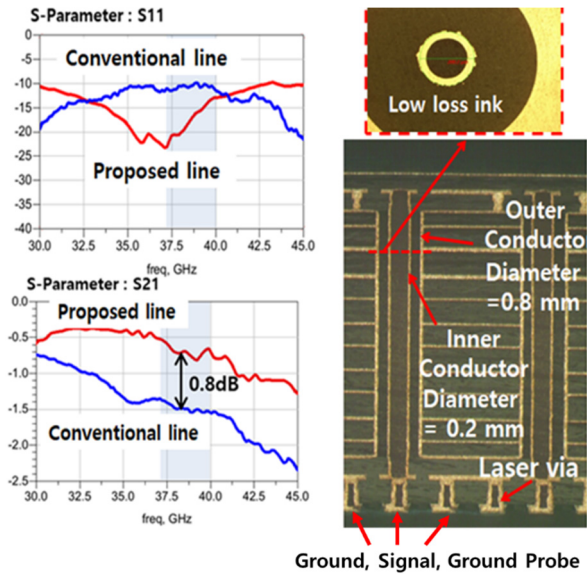 S-Parameter : S11
Conventional line
Proposed line
0
-5
-10
-15
-20
-25
-30
-35
-40
30.0 32.5 35.0 37.5 40.0 42.5 45.0
freq, GHz
S-Parameter : S21
Proposed line
0.8dB
Conventional line
0.0
-0.5
-1.0
-1.5
-2.0
-2.5
30.0 32.5 35.0 37.5 40.0 42.5 45.0
freq, GHz
Low loss ink
Outer
Conducto
Diameter
=0.8 mm
Inner
Conductor
Diameter
= 0.2 mm
Laser via
Ground, Signal, Ground Probe